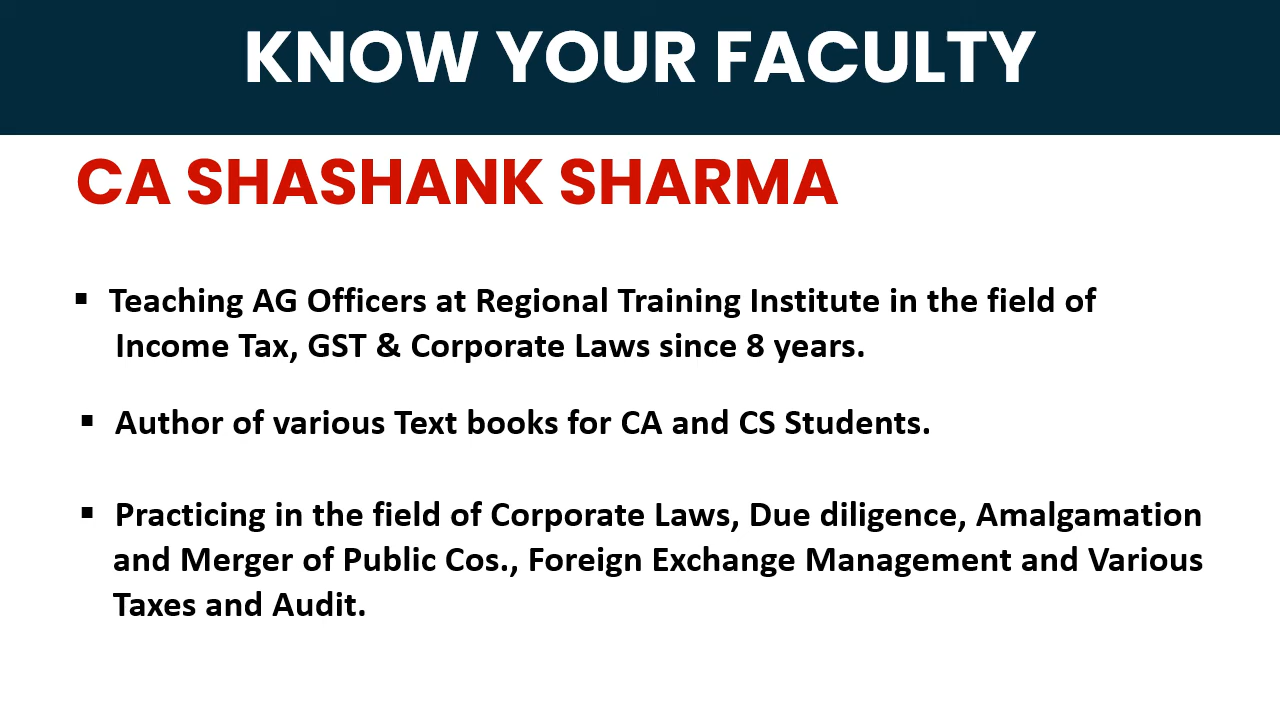 KNOW YOUR FACULTY
CA SHASHANK SHARMA
▪ Teaching AG Officers at Regional Training Institute in the field of
Income Tax, GST & Corporate Laws since 8 years.
▪ Author of various Text books for CA and CS Students.
▪ Practicing in the field of Corporate Laws, Due diligence, Amalgamation
and Merger of Public Cos., Foreign Exchange Management and Various
Taxes and Audit.